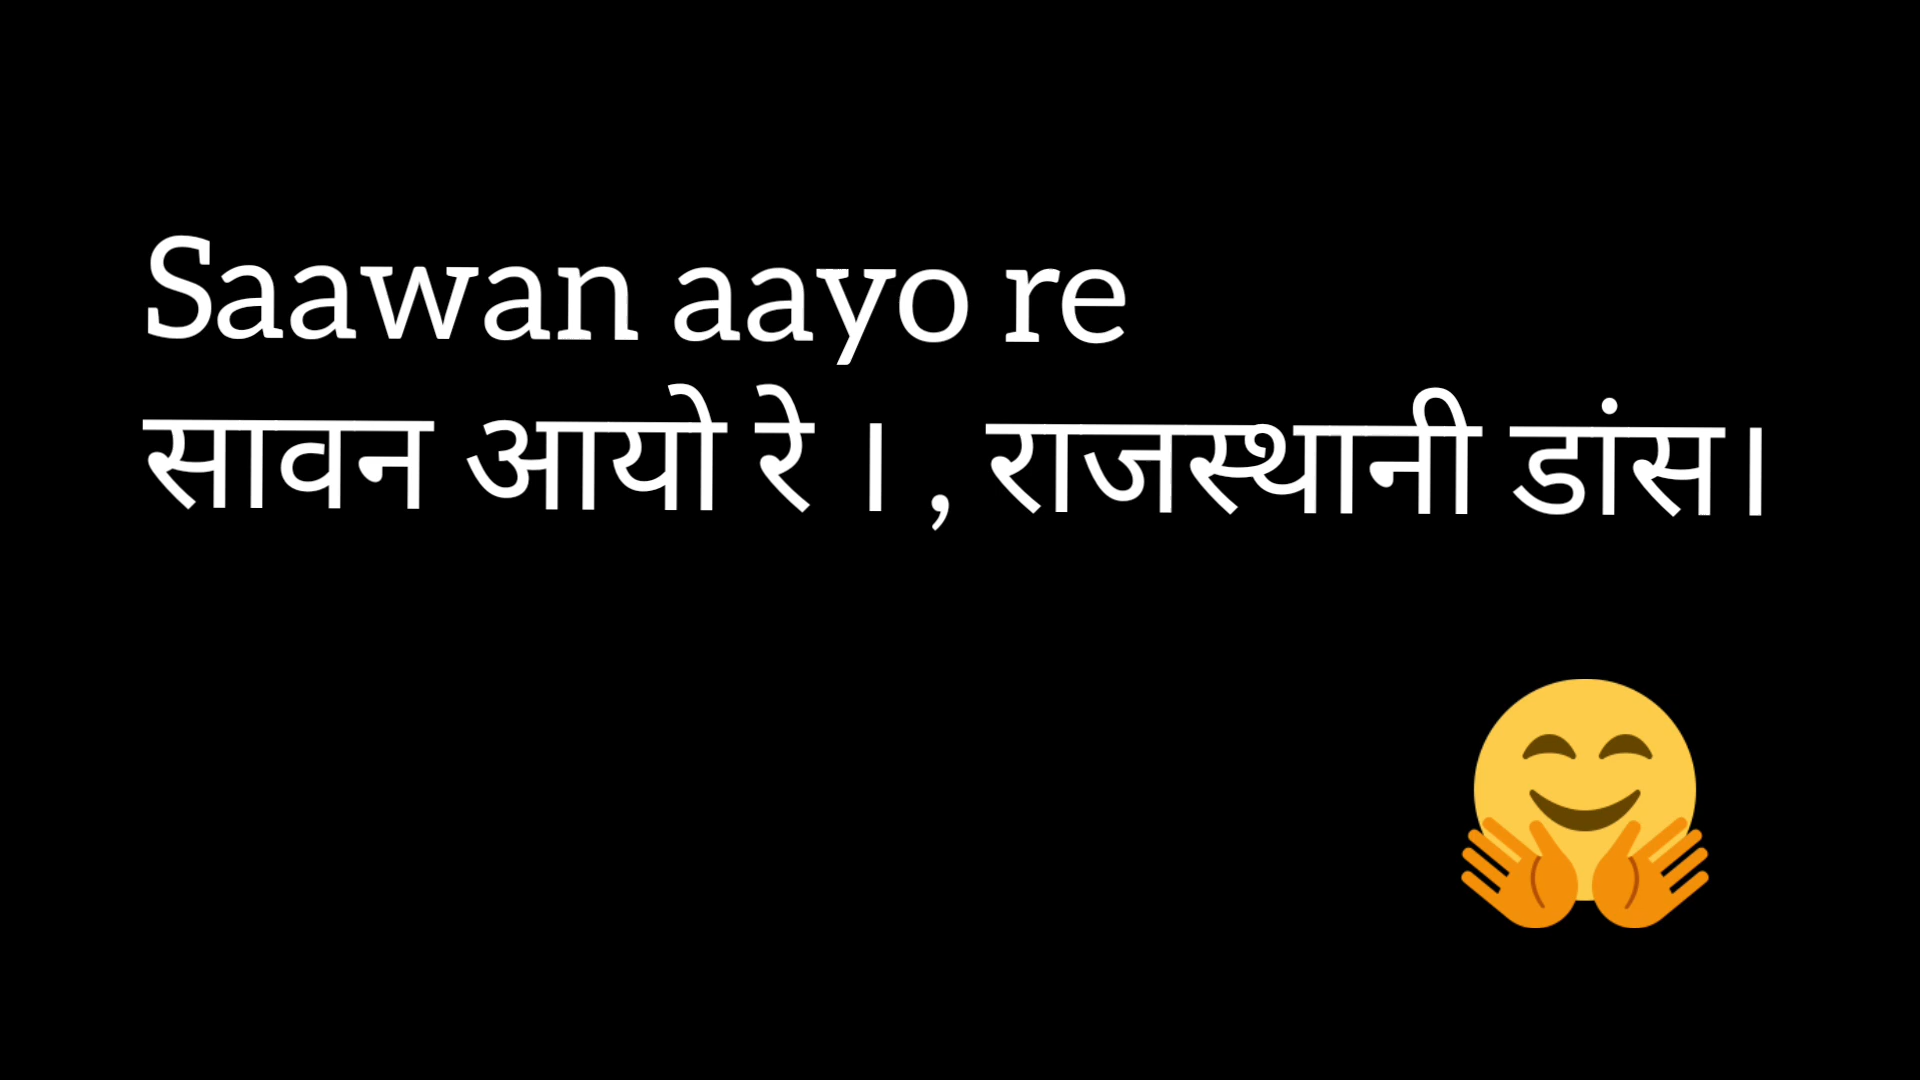 Saawan aayo re
सावन आयो रे । , राजस्थानी डांस।